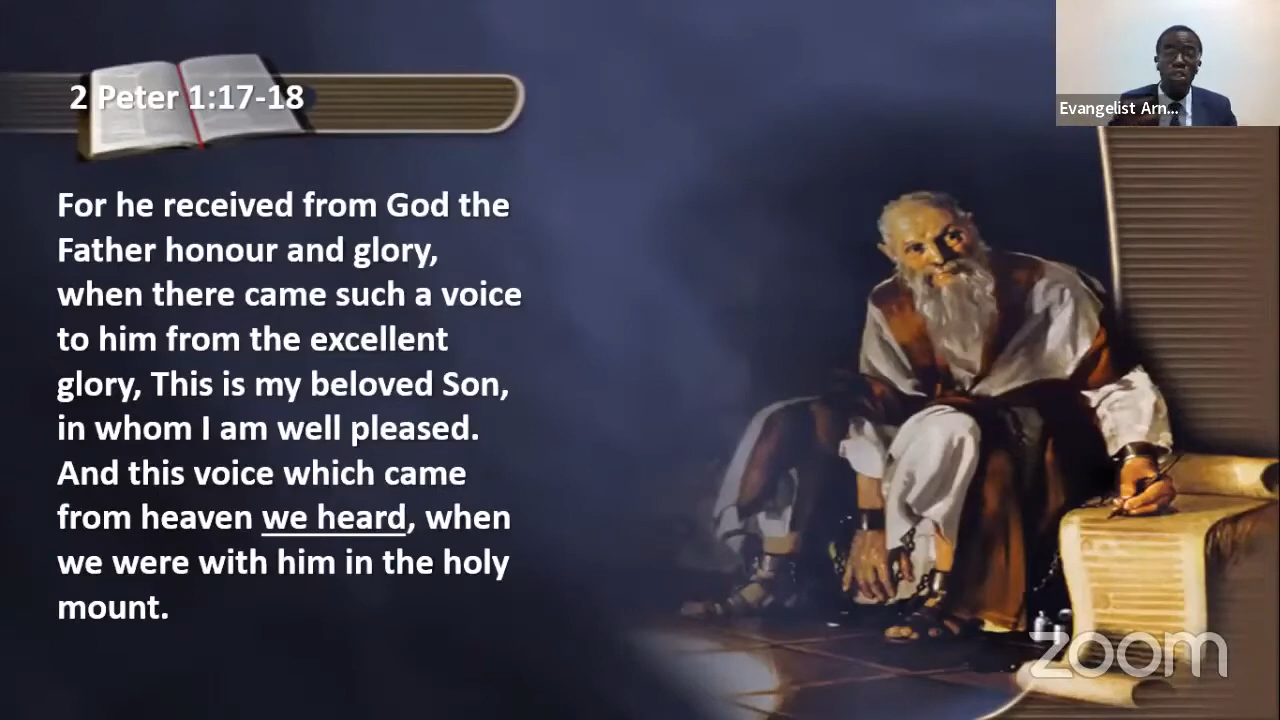 2 Peter 1:17-18
Evangelist Arn...
For he received from God the
Father honour and glory,
when there came such a voice
to him from the excellent
glory, This is my beloved Son,
in whom I am well pleased.
And this voice which came
from heaven we heard, when
we were with him in the holy
mount.
zoom